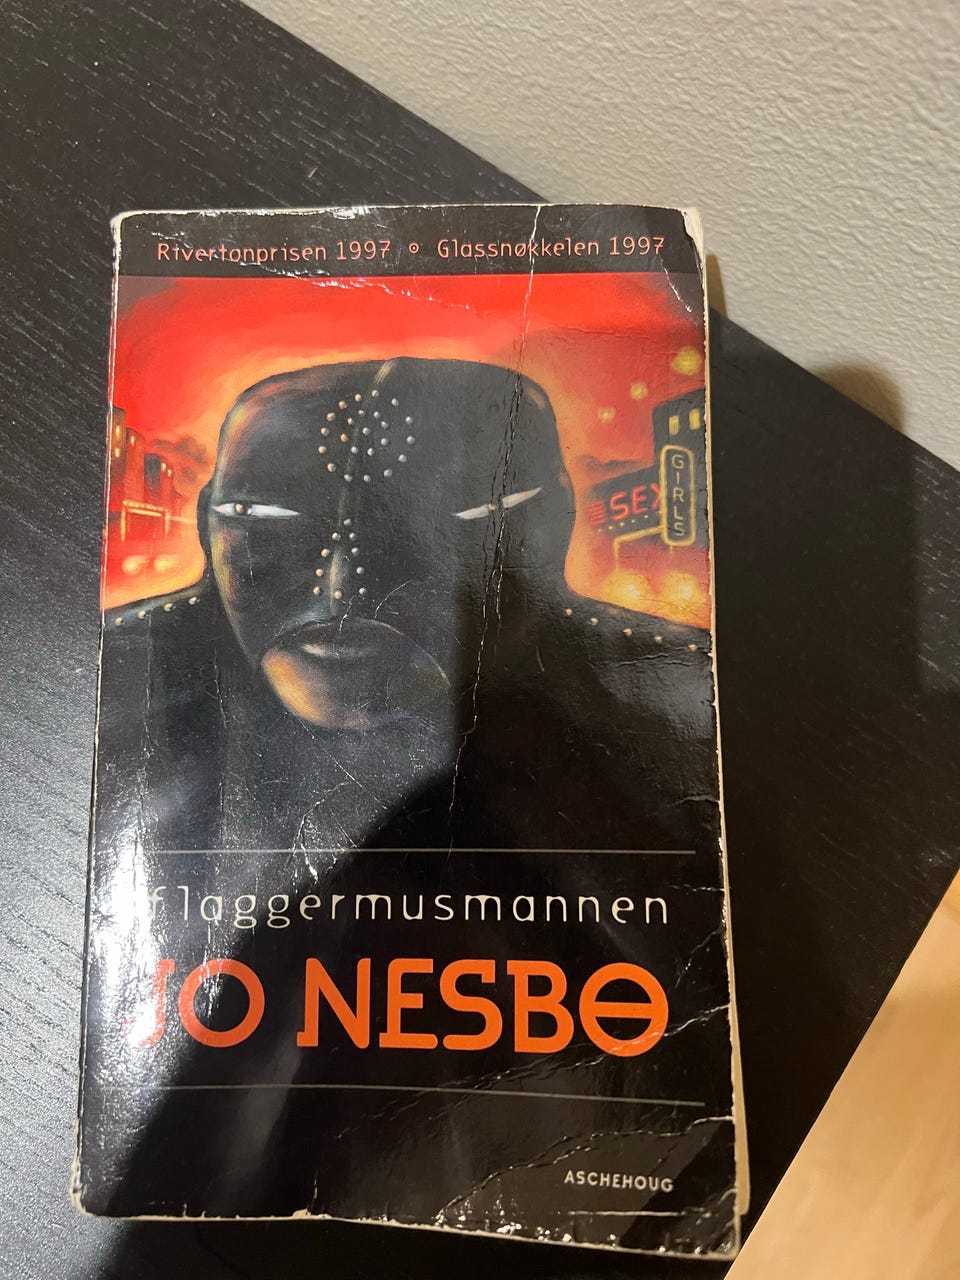 Rivertonprisen 1997 ⊙ Glassnøkkelen 1997
SEX
GIRLS
flaggermusmannen
JO NESBØ
ASCHEHOUG